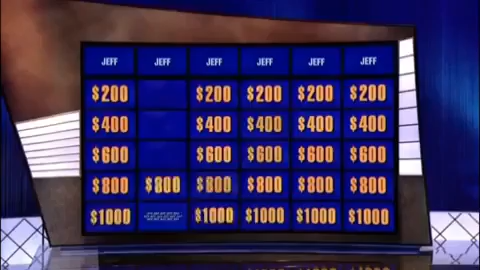 JEFF JEFF JEFF JEFF JEFF JEFF
$200 $200 $200 $200 $200
$400 $400 $400 $400 $400
$600 $600 $600 $600 $600
$800 $800 $800 $800 $800 $800
$1000 $1000 $1000 $1000 $1000